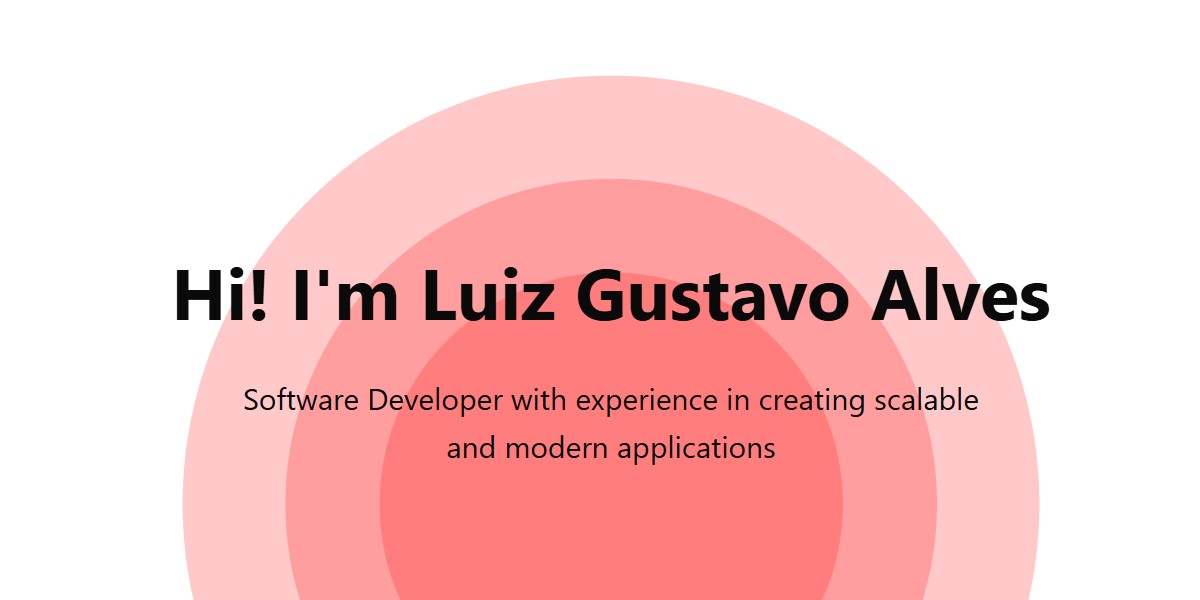 Hi! I'm Luiz Gustavo Alves
Software Developer with experience in creating scalable
and modern applications